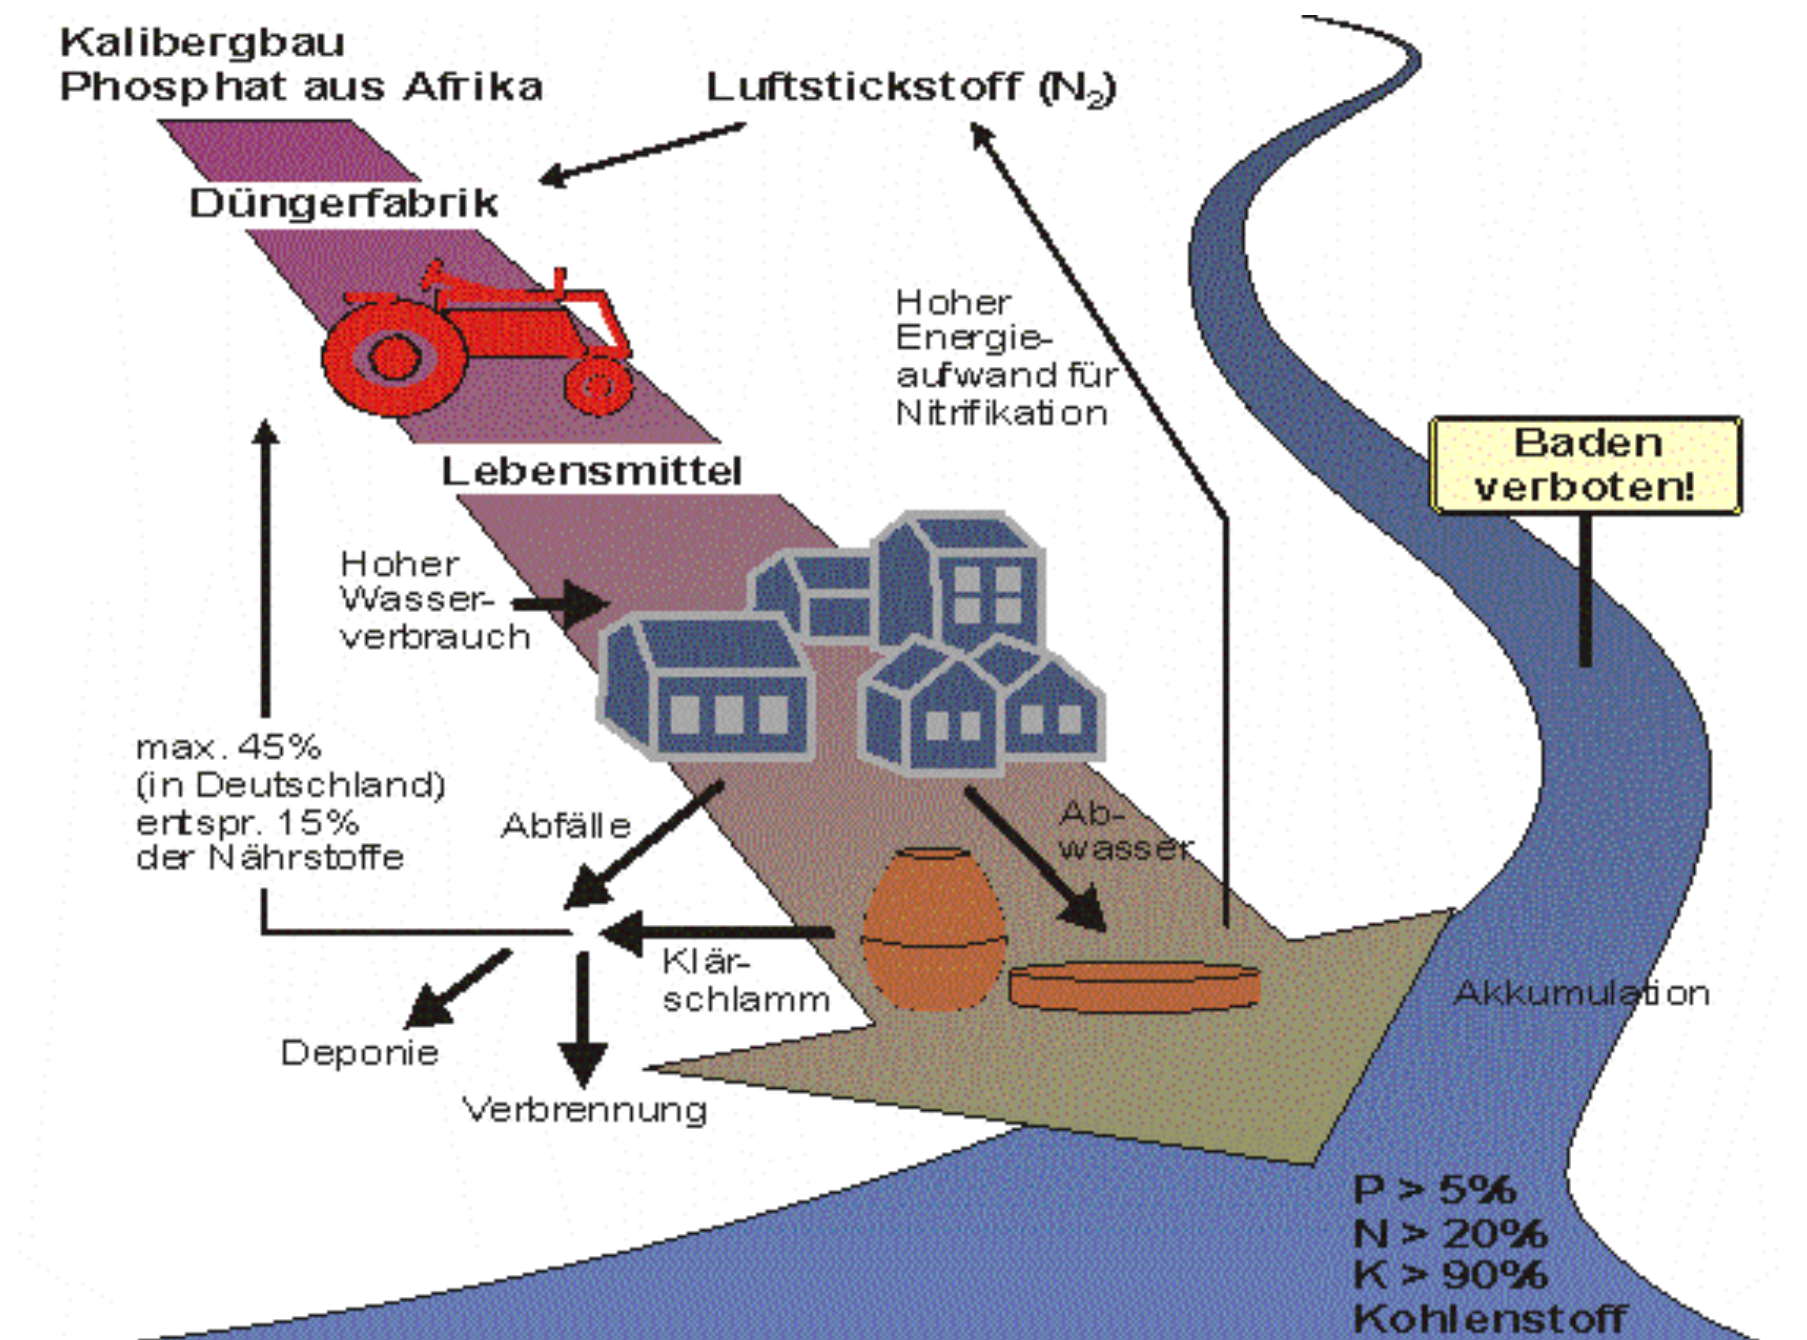 Kalibergbau
Phosphat aus Afrika
Luftstickstoff (N₂)
Düngerfabrik
Hoher
Energie-
aufwand für
Nitrifikation
Baden
verboten!
Lebensmittel
Hoher
Wasser-
verbrauch
max. 45%
(in Deutschland)
entspr. 15%
der Nährstoffe
Abfälle
Ab-
wasser
Klär-
schlamm
Akkumulation
Deponie
Verbrennung
P > 5%
N > 20%
K > 90%
Kohlenstoff